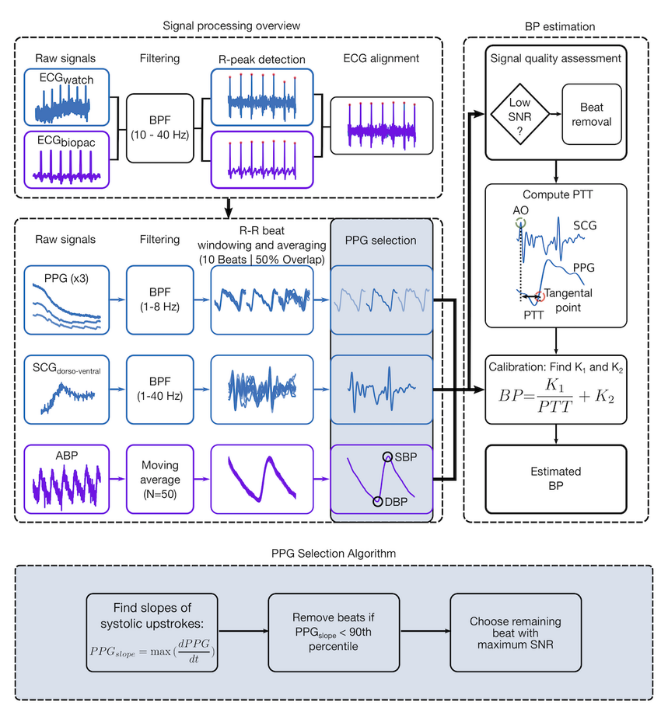 Signal processing overview
Raw signals
Filtering
R-peak detection
ECG alignment
ECGwatch
BPF
(10 - 40 Hz)
ECGbiopac
Raw signals
Filtering
R-R beat
windowing and averaging
(10 Beats | 50% Overlap)
PPG selection
PPG (x3)
BPF
(1-8 Hz)
SCGdorso-ventral
BPF
(1-40 Hz)
ABP
Moving
average
(N=50)
SBP
DBP
BP estimation
Signal quality assessment
Low
SNR
?
Beat
removal
Compute PTT
AO
SCG
PPG
Tangential
point
PTT
Calibration: Find K1 and K2
BP=K1/PTT + K2
Estimated
BP
PPG Selection Algorithm
Find slopes of
systolic upstrokes:
PPGslope = max (dPPG/dt)
Remove beats if
PPGslope < 90th
percentile
Choose remaining
beat with
maximum SNR